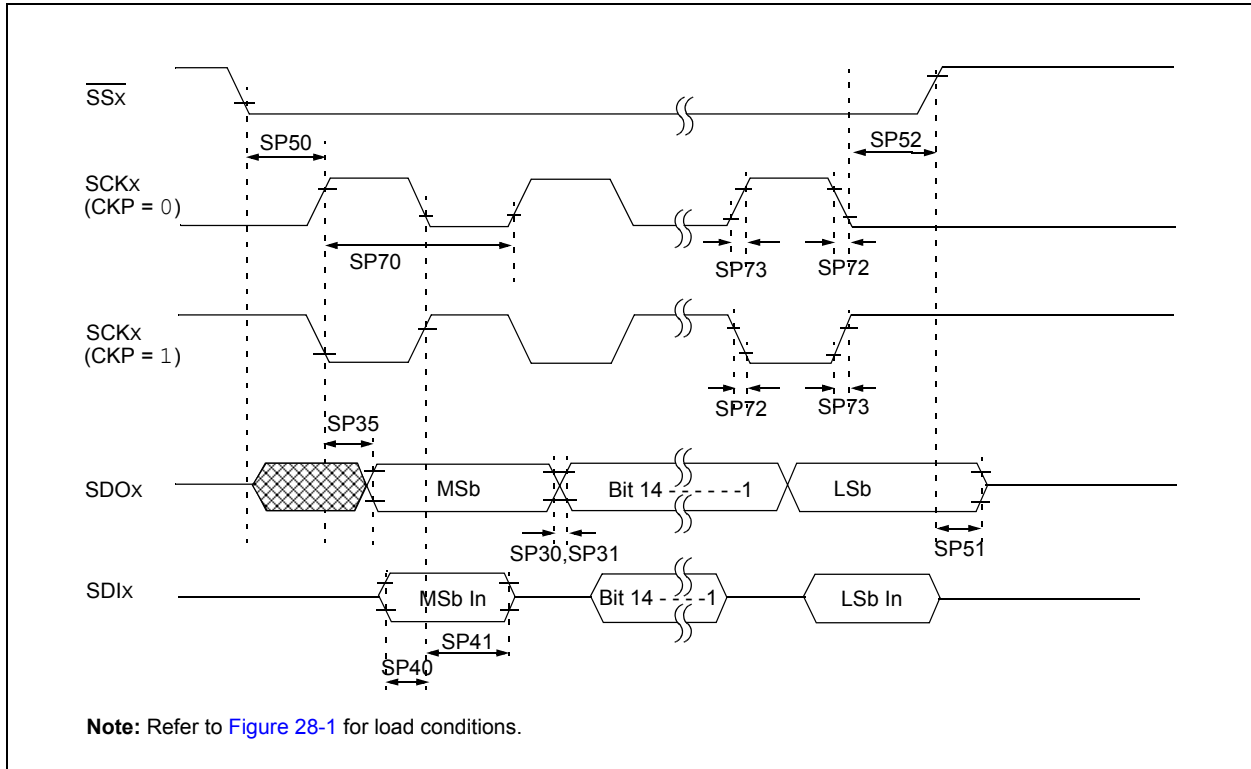 SSx
SP50
SP52
SCKx
(CKP = 0)
SP70
SP73
SP72
SCKx
(CKP = 1)
SP72
SP73
SP35
SDOx
MSb
Bit 14 - - - - - -1
LSb
SP30,SP31
SP51
SDIx
MSb In
Bit 14 - - - -1
LSb In
SP41
SP40
Note: Refer to Figure 28-1 for load conditions.